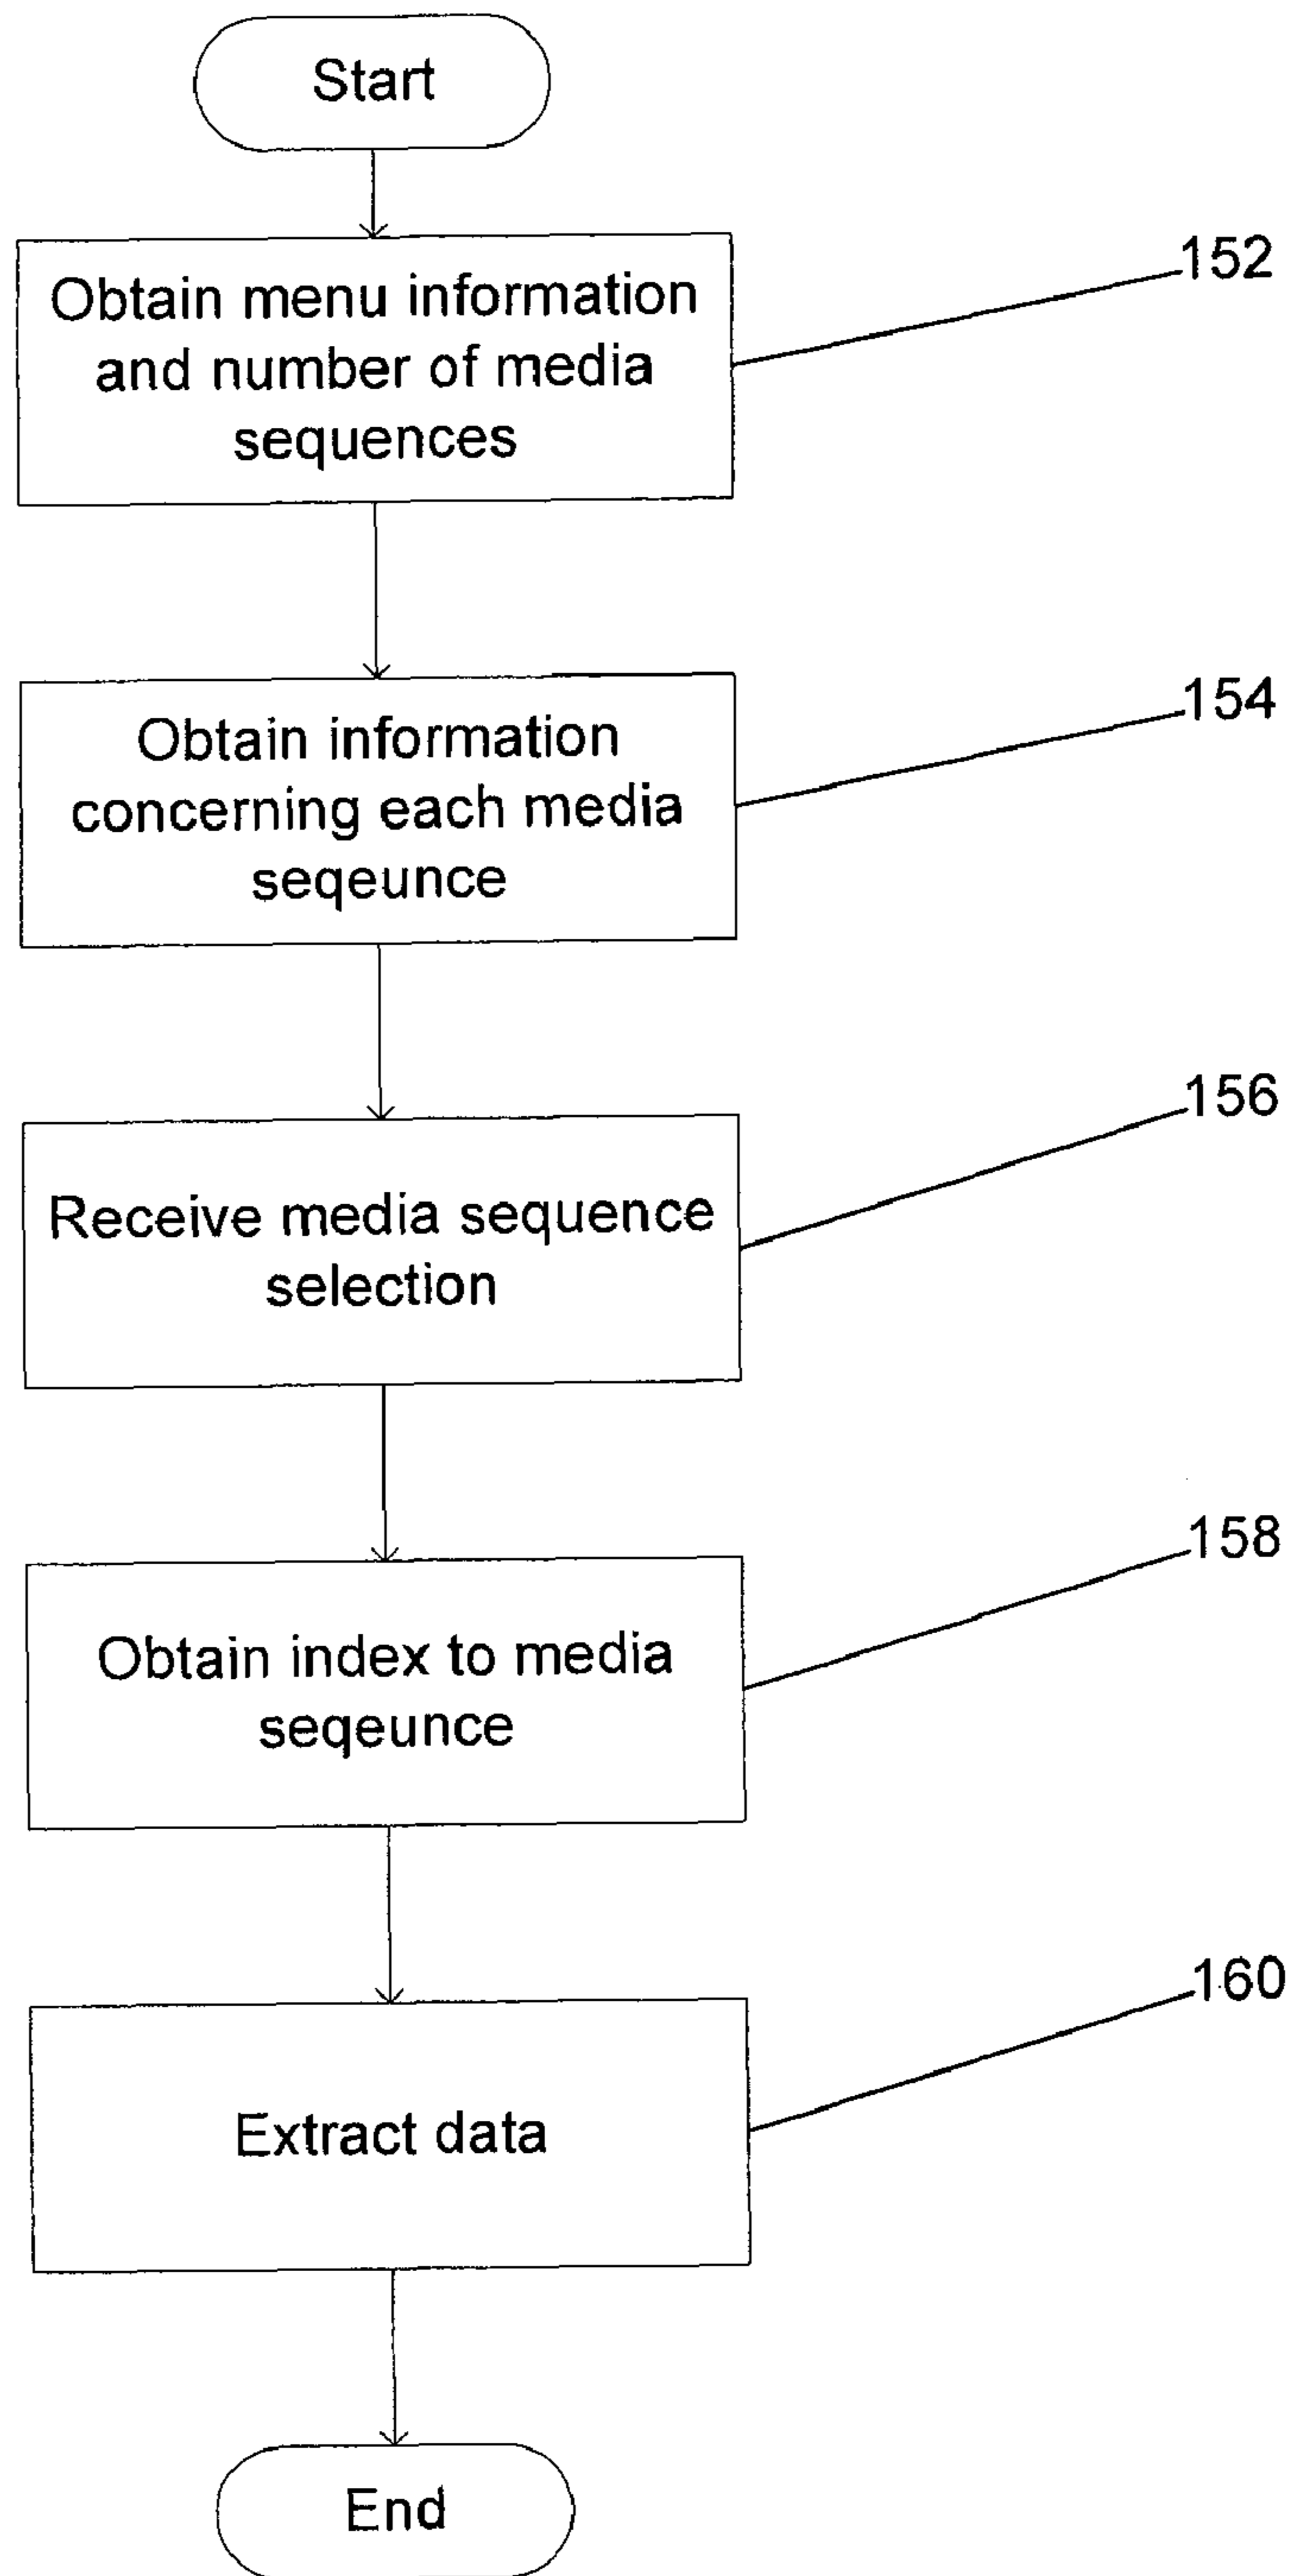 Start
Obtain menu information
and number of media
sequences
152
Obtain information
concerning each media
seqeunce
154
Receive media sequence
selection
156
Obtain index to media
seqeunce
158
Extract data
160
End